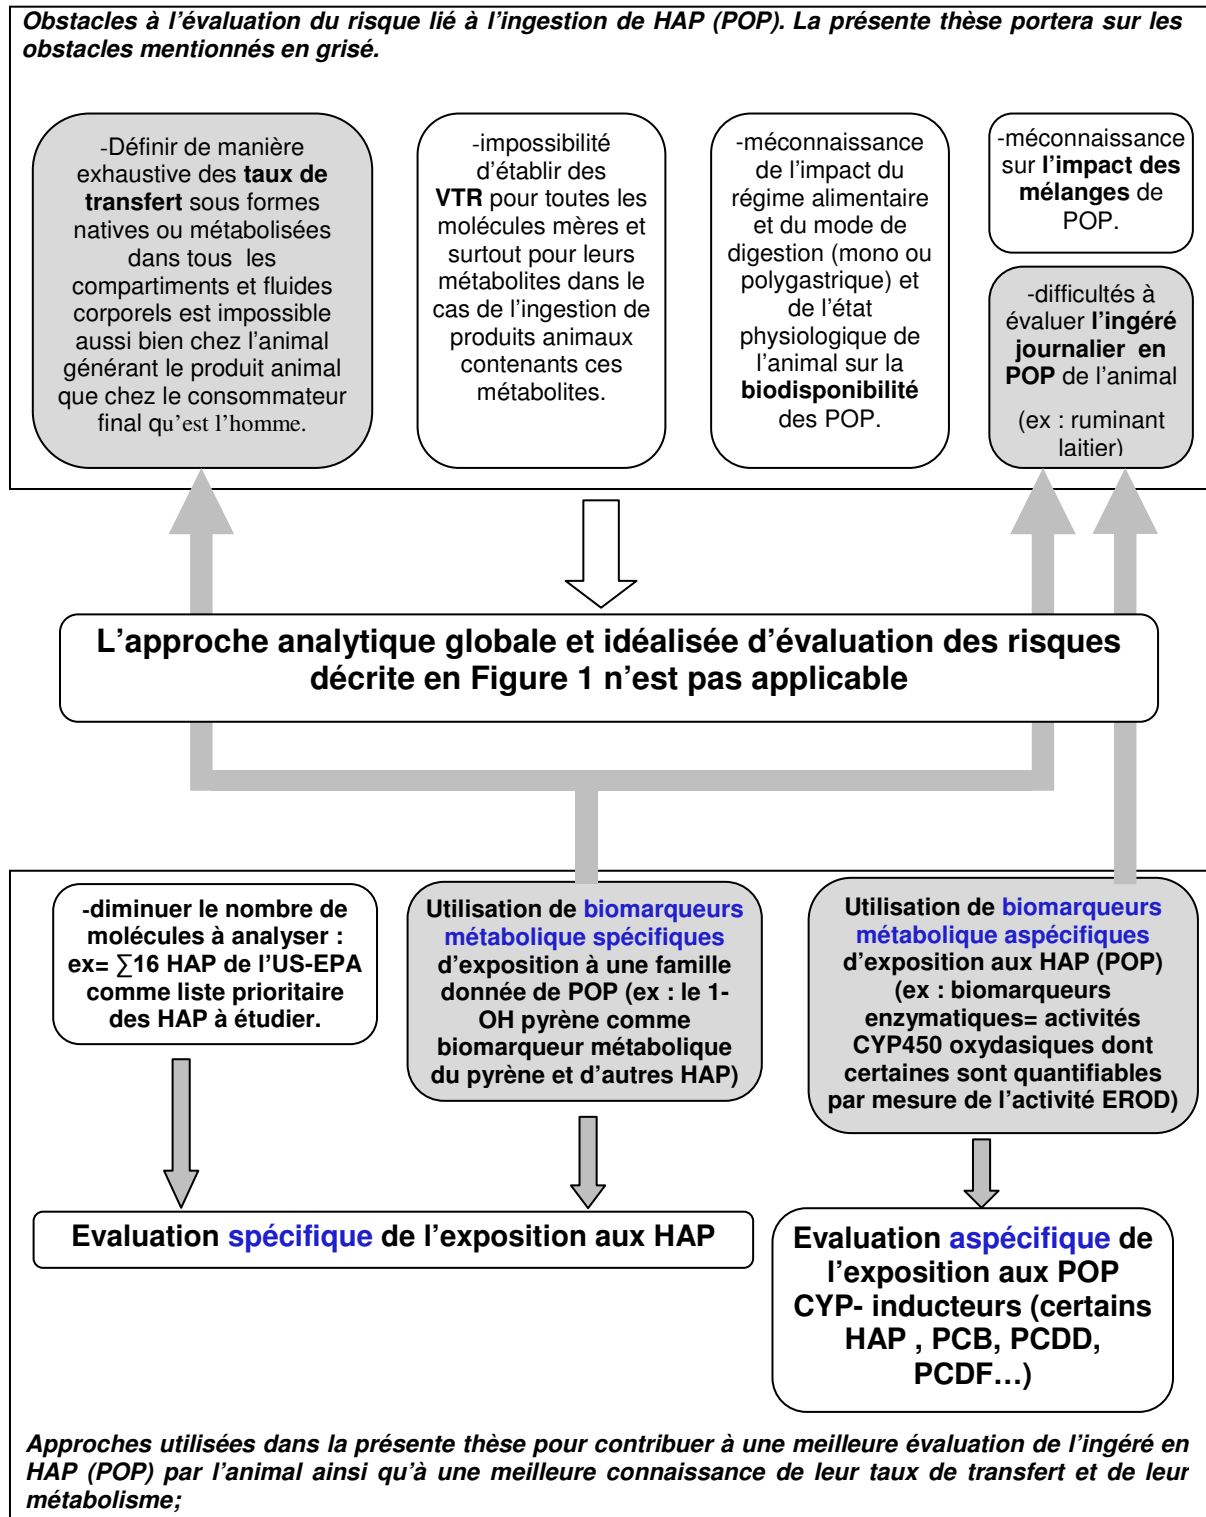 Obstacles à l'évaluation du risque lié à l'ingestion de HAP (POP). La présente thèse portera sur les
obstacles mentionnés en grisé.
-Définir de manière
exhaustive des taux de
transfert sous formes
natives ou métabolisées
dans tous les
compartiments et fluides
corporels est impossible
aussi bien chez l'animal
générant le produit animal
que chez le consommateur
final qu'est l'homme.
-impossibilité
d'établir des
VTR pour toutes les
molécules mères et
surtout pour leurs
métabolites dans le
cas de l'ingestion de
produits animaux
contenants ces
métabolites.
-méconnaissance
de l'impact du
régime alimentaire
et du mode de
digestion (mono ou
polygastrique) et
de l'état
physiologique de
l'animal sur la
biodisponibilité
des POP.
-méconnaissance
sur l'impact des
mélanges de
POP.
-difficultés à
évaluer l'ingéré
journalier en
POP de l'animal
(ex : ruminant
laitier)
L'approche analytique globale et idéalisée d'évaluation des risques
décrite en Figure 1 n'est pas applicable
-diminuer le nombre de
molécules à analyser :
ex= ∑16 HAP de l'US-EPA
comme liste prioritaire
des HAP à étudier.
Utilisation de biomarqueurs
métabolique spécifiques
d'exposition à une famille
donnée de POP (ex : le 1-
OH pyrène comme
biomarqueur métabolique
du pyrène et d'autres HAP)
Utilisation de biomarqueurs
métabolique aspécifiques
d'exposition aux HAP (POP)
(ex : biomarqueurs
enzymatiques= activités
CYP450 oxydasiques dont
certaines sont quantifiables
par mesure de l'activité EROD)
Evaluation spécifique de l'exposition aux HAP
Evaluation aspécifique de
l'exposition aux POP
CYP- inducteurs (certains
HAP , PCB, PCDD,
PCDF…)
Approches utilisées dans la présente thèse pour contribuer à une meilleure évaluation de l'ingéré en
HAP (POP) par l'animal ainsi qu'à une meilleure connaissance de leur taux de transfert et de leur
métabolisme;